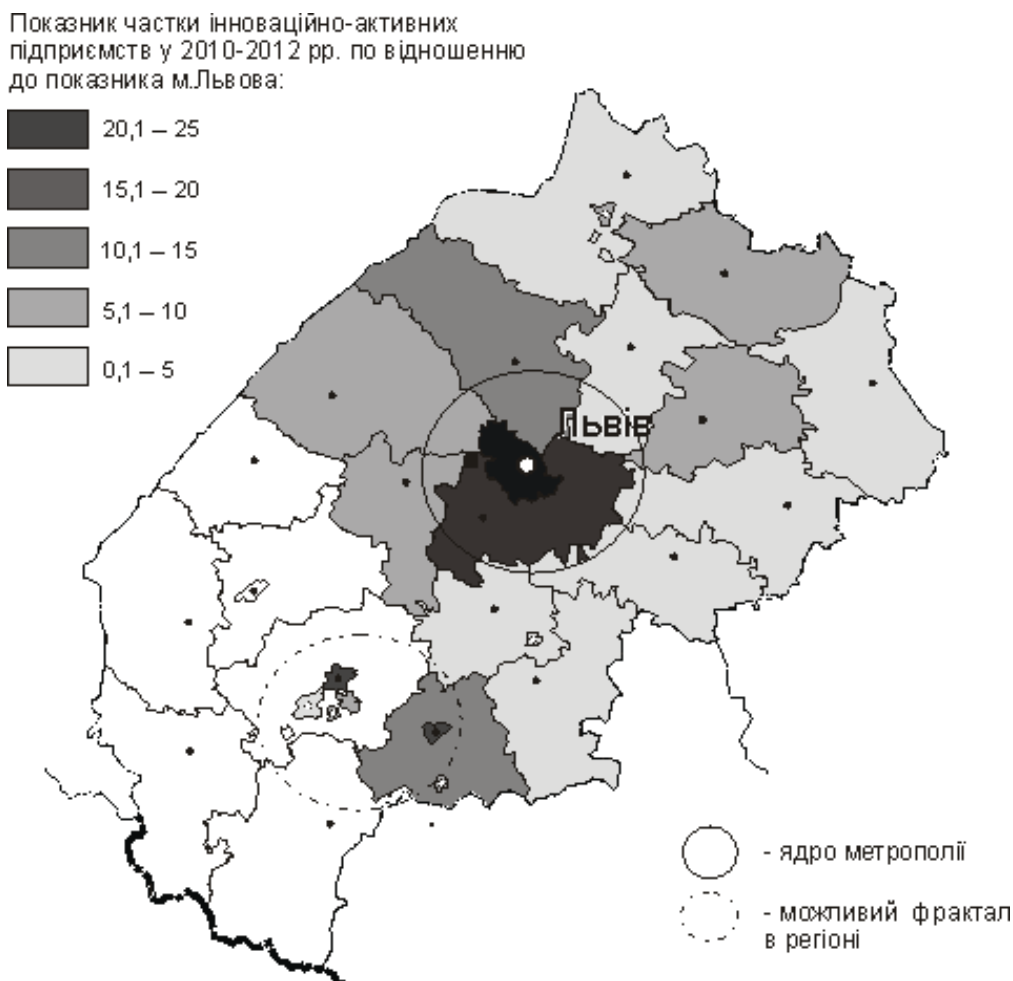 Показник частки інноваційно-активних
підприємств у 2010-2012 рр. по відношенню
до показника м.Львова:
20,1 – 25
15,1 – 20
10,1 – 15
5,1 – 10
0,1 – 5
Львів
- ядро метрополії
- можливий фрактал
в регіоні